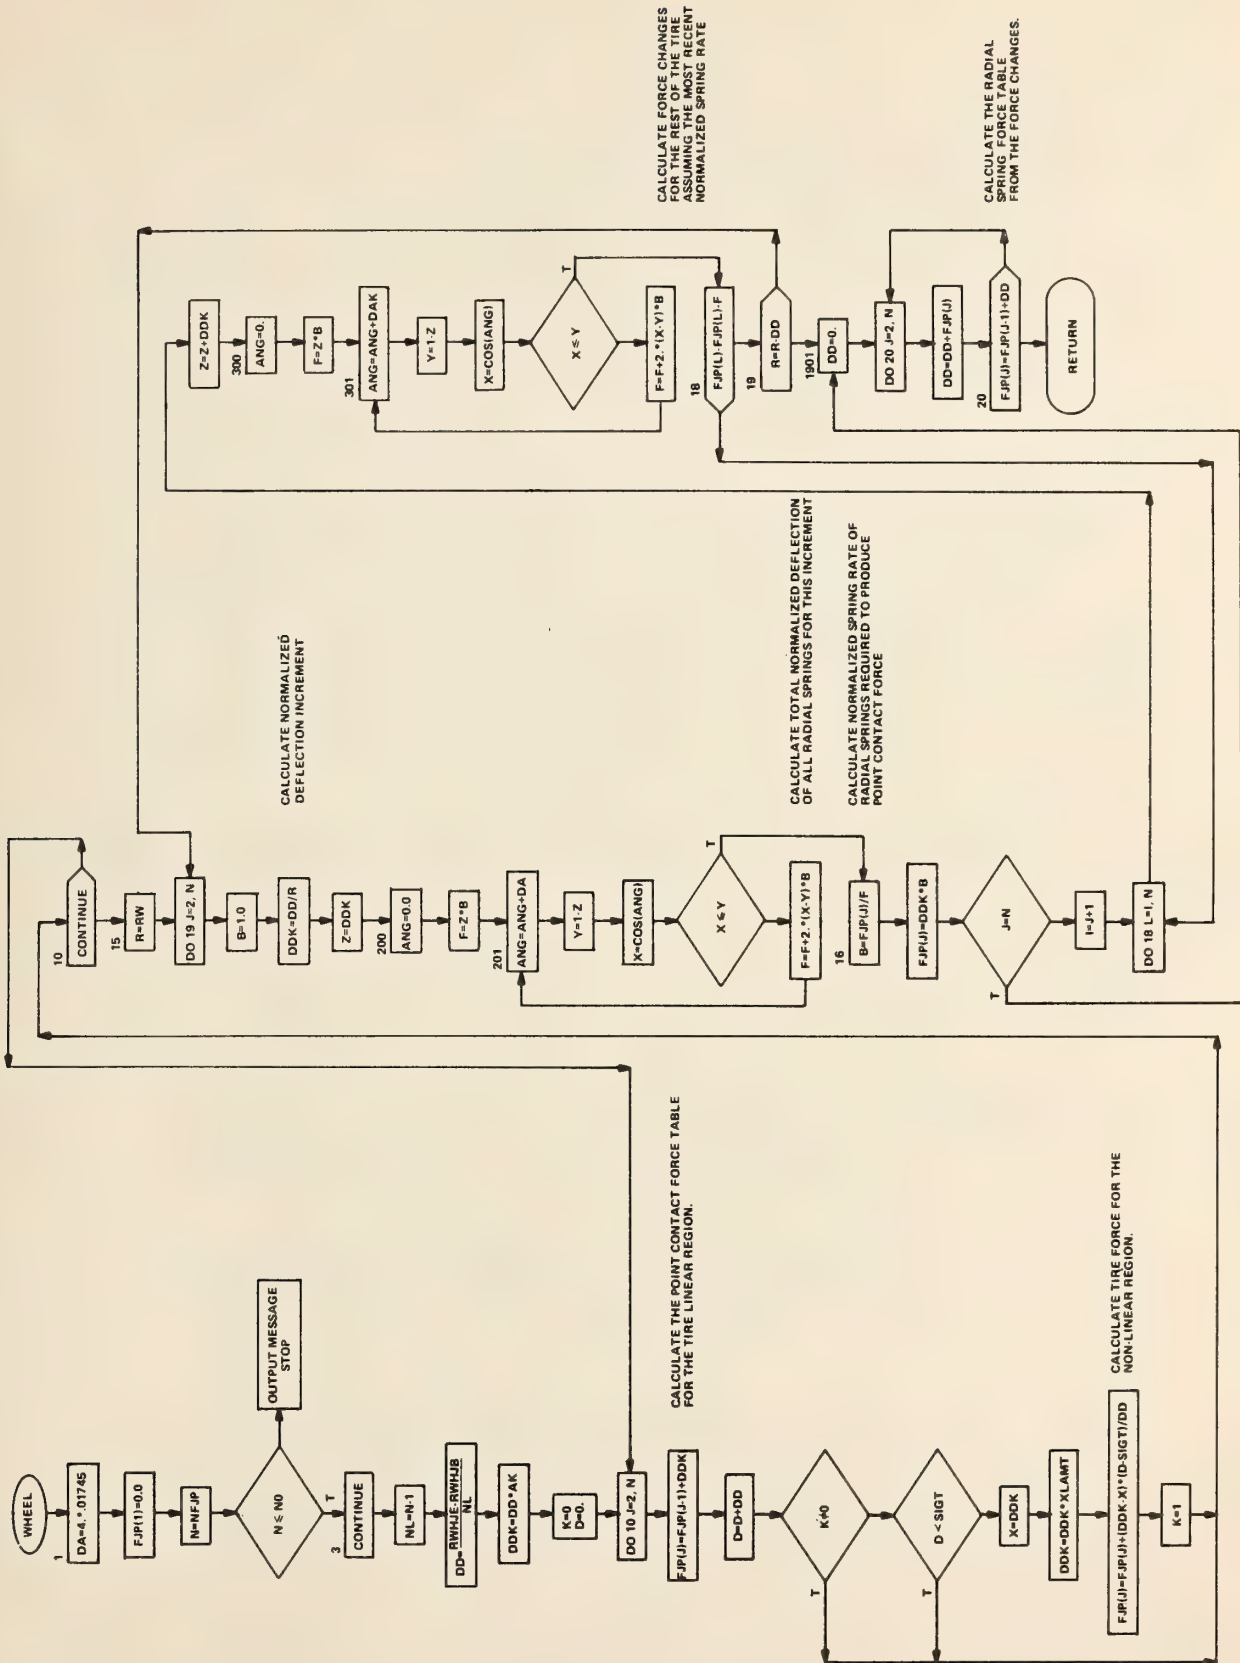 WHEEL
1
DA=4.*.01745
FJP(1)=0.0
N=NFJP
N ≤ N0
OUTPUT MESSAGE
STOP
T
3
CONTINUE
NL=N-1
DD=RWHJE-RWHJB
NL
DDK=DD*AK
K=0
D=0.
DO 10 J=2, N
FJP(J)=FJP(J-1)+DDK
CALCULATE THE POINT CONTACT FORCE TABLE
FOR THE TIRE LINEAR REGION.
D=D+DD
K≠0
T
D < SIGT
T
X=DDK
DDK=DDK*XLAMT
FJP(J)=FJP(J)+(DDK-X)*(D-SIGT)/DD
CALCULATE TIRE FORCE FOR THE
NON-LINEAR REGION.
K=1
10
CONTINUE
15
R=RW
DO 19 J=2, N
B=1.0
DDK=DD/R
CALCULATE NORMALIZED
DEFLECTION INCREMENT
Z=DDK
200
ANG=0.0
F=Z*B
201
ANG=ANG+DA
Y=1-Z
X=COS(ANG)
X ≤ Y
T
F=F+2.*(X-Y)*B
CALCULATE TOTAL NORMALIZED DEFLECTION
OF ALL RADIAL SPRINGS FOR THIS INCREMENT
16
B=FJP(J)/F
CALCULATE NORMALIZED SPRING RATE OF
RADIAL SPRINGS REQUIRED TO PRODUCE
POINT CONTACT FORCE
FJP(J)=DDK*B
J=N
T
I=J+1
DO 18 L=I, N
Z=Z+DDK
300
ANG=0.
F=Z*B
301
ANG=ANG+DAK
Y=1-Z
X=COS(ANG)
X ≤ Y
T
F=F+2.*(X-Y)*B
CALCULATE FORCE CHANGES
FOR THE REST OF THE TIRE
ASSUMING THE MOST RECENT
NORMALIZED SPRING RATE
18
FJP(L)-FJP(L)-F
19
R=R-DD
1901
DD=0.
DO 20 J=2, N
DD=DD+FJP(J)
20
FJP(J)=FJP(J-1)+DD
CALCULATE THE RADIAL
SPRING FORCE TABLE
FROM THE FORCE CHANGES.
RETURN